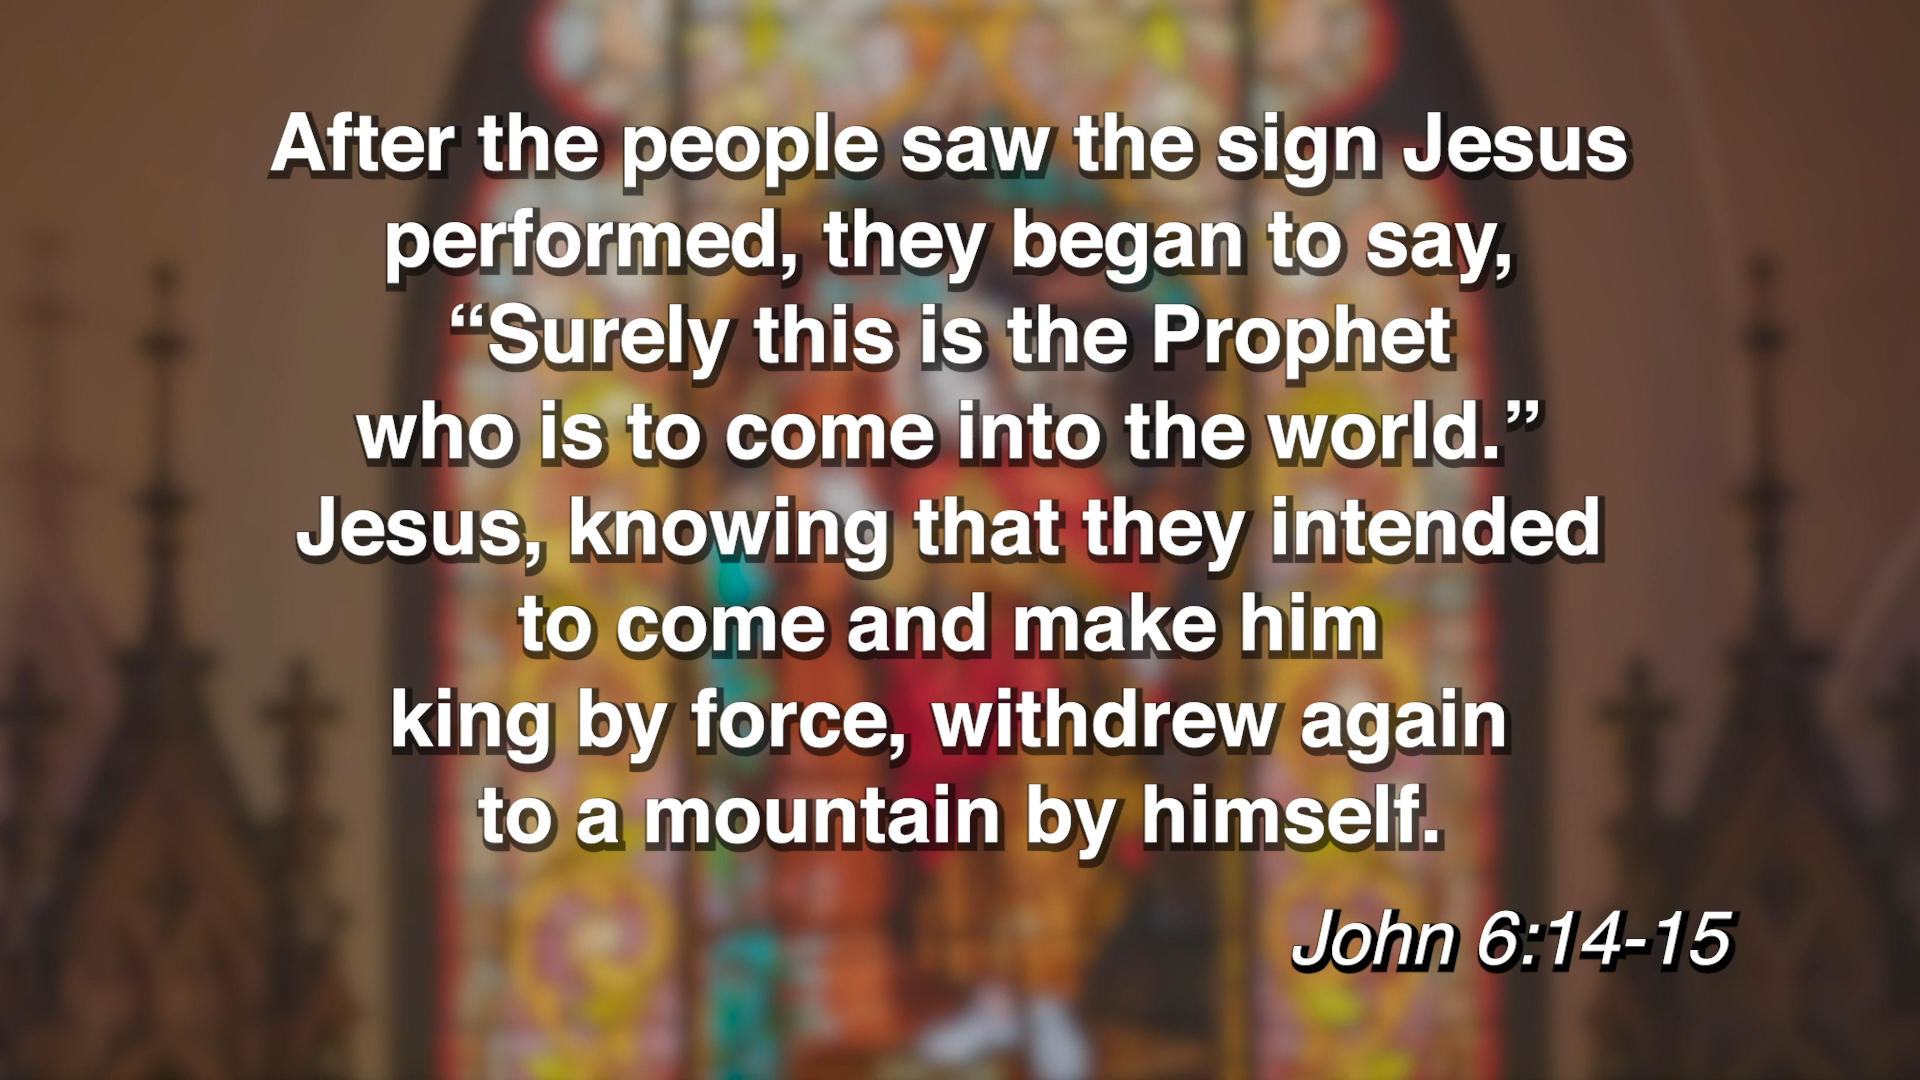 After the people saw the sign Jesus
performed, they began to say,
“Surely this is the Prophet
who is to come into the world.”
Jesus, knowing that they intended
to come and make him
king by force, withdrew again
to a mountain by himself.
John 6:14-15